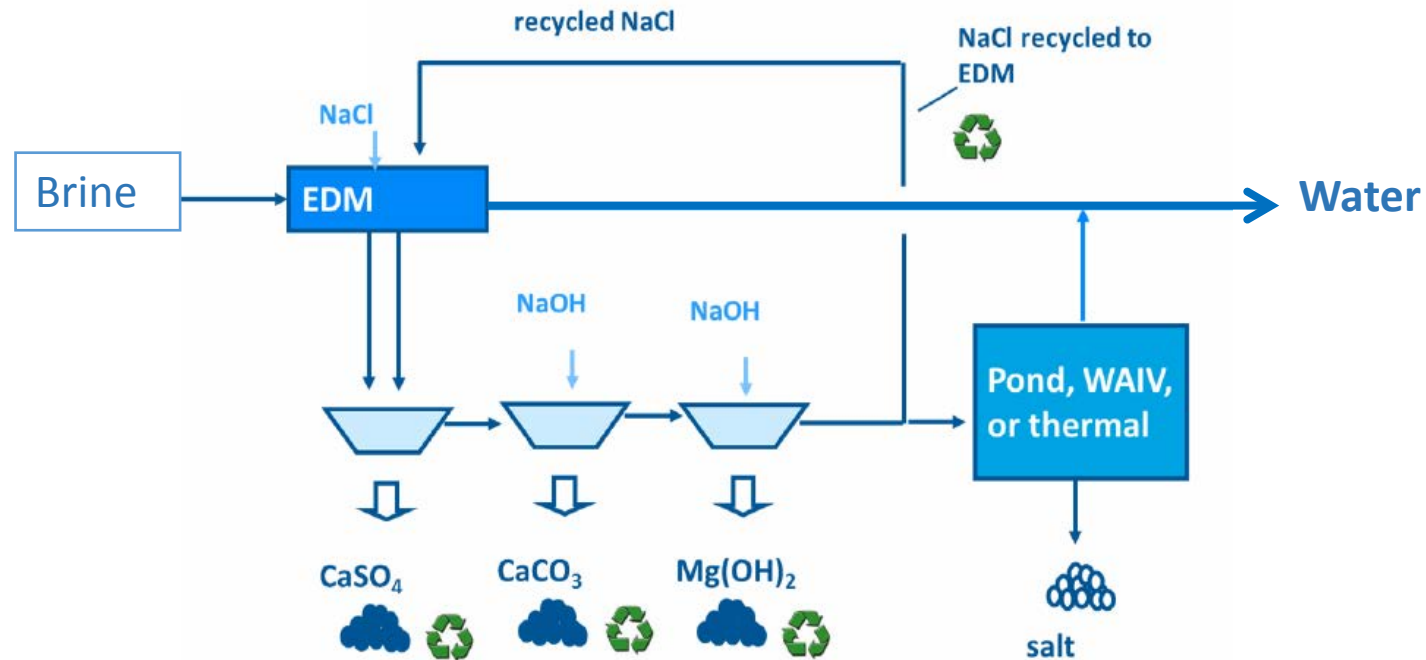 recycled NaCl
NaCl recycled to
EDM
NaCl
Brine
EDM
Water
NaOH
NaOH
Pond, WAIV,
or thermal
CaSO₄
CaCO₃
Mg(OH)₂
salt